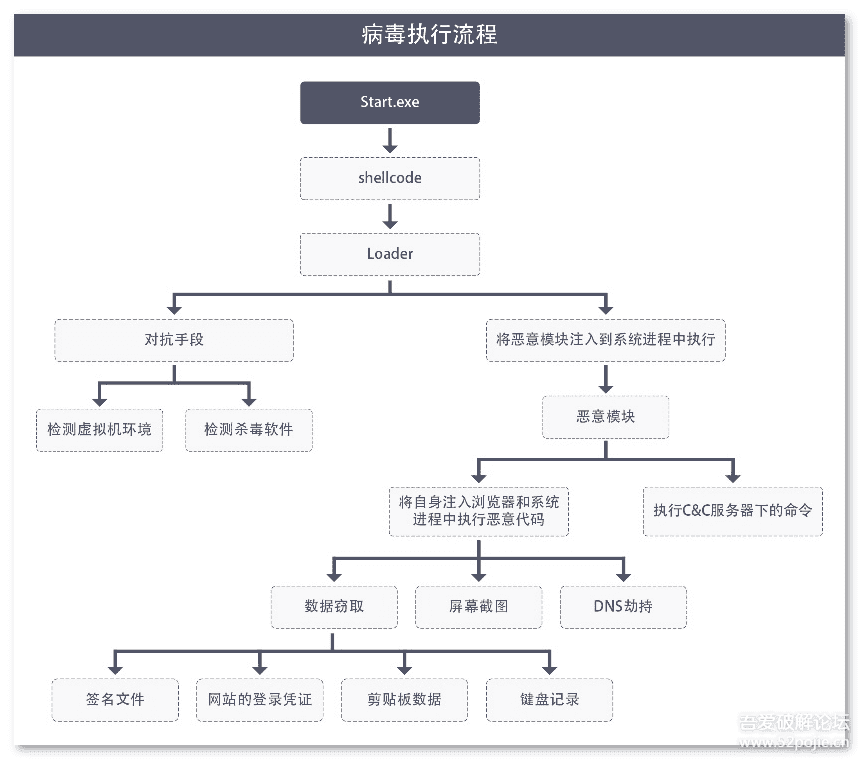 病毒执行流程
Start.exe
shellcode
Loader
对抗手段
将恶意模块注入到系统进程中执行
检测虚拟机环境
检测杀毒软件
恶意模块
将自身注入浏览器和系统
进程中执行恶意代码
执行C&C服务器下的命令
数据窃取
屏幕截图
DNS劫持
签名文件
网站的登录凭证
剪贴板数据
键盘记录
吾爱破解论坛
www.52pojie.cn